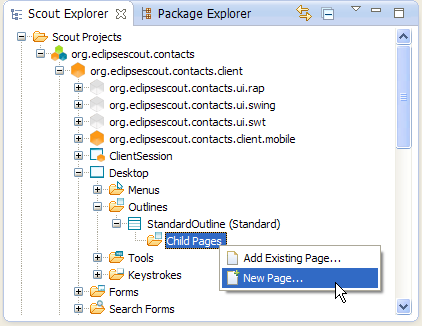 Scout Explorer Package Explorer
Scout Projects
org.eclipsescout.contacts
org.eclipsescout.contacts.client
org.eclipsescout.contacts.ui.rap
org.eclipsescout.contacts.ui.swing
org.eclipsescout.contacts.ui.swt
org.eclipsescout.contacts.client.mobile
ClientSession
Desktop
Menus
Outlines
StandardOutline (Standard)
Child Pages
Add Existing Page...
New Page...
Tools
Keystrokes
Forms
Search Forms